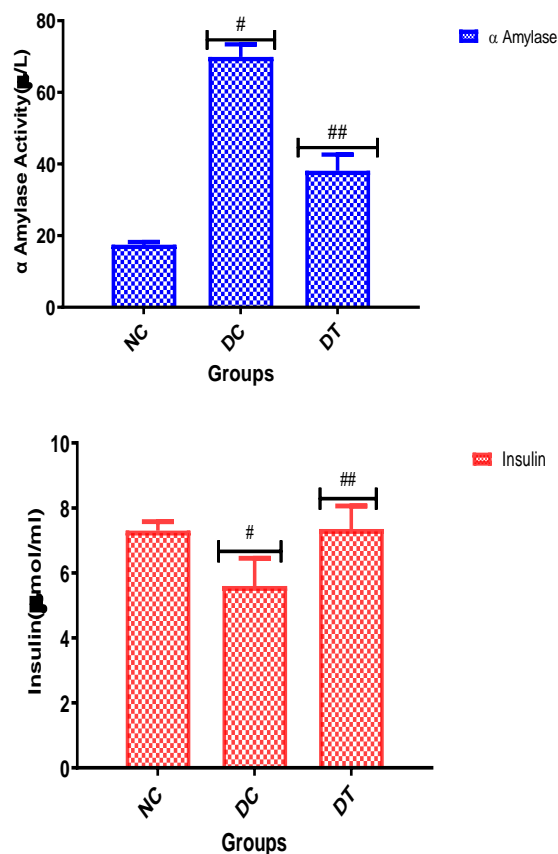 80
60
40
20
0
α Amylase Activity( /L)
#
##
α Amylase
NC
DC
DT
Groups
10
8
6
4
2
0
Insulin( mol/ml)
#
##
Insulin
NC
DC
DT
Groups